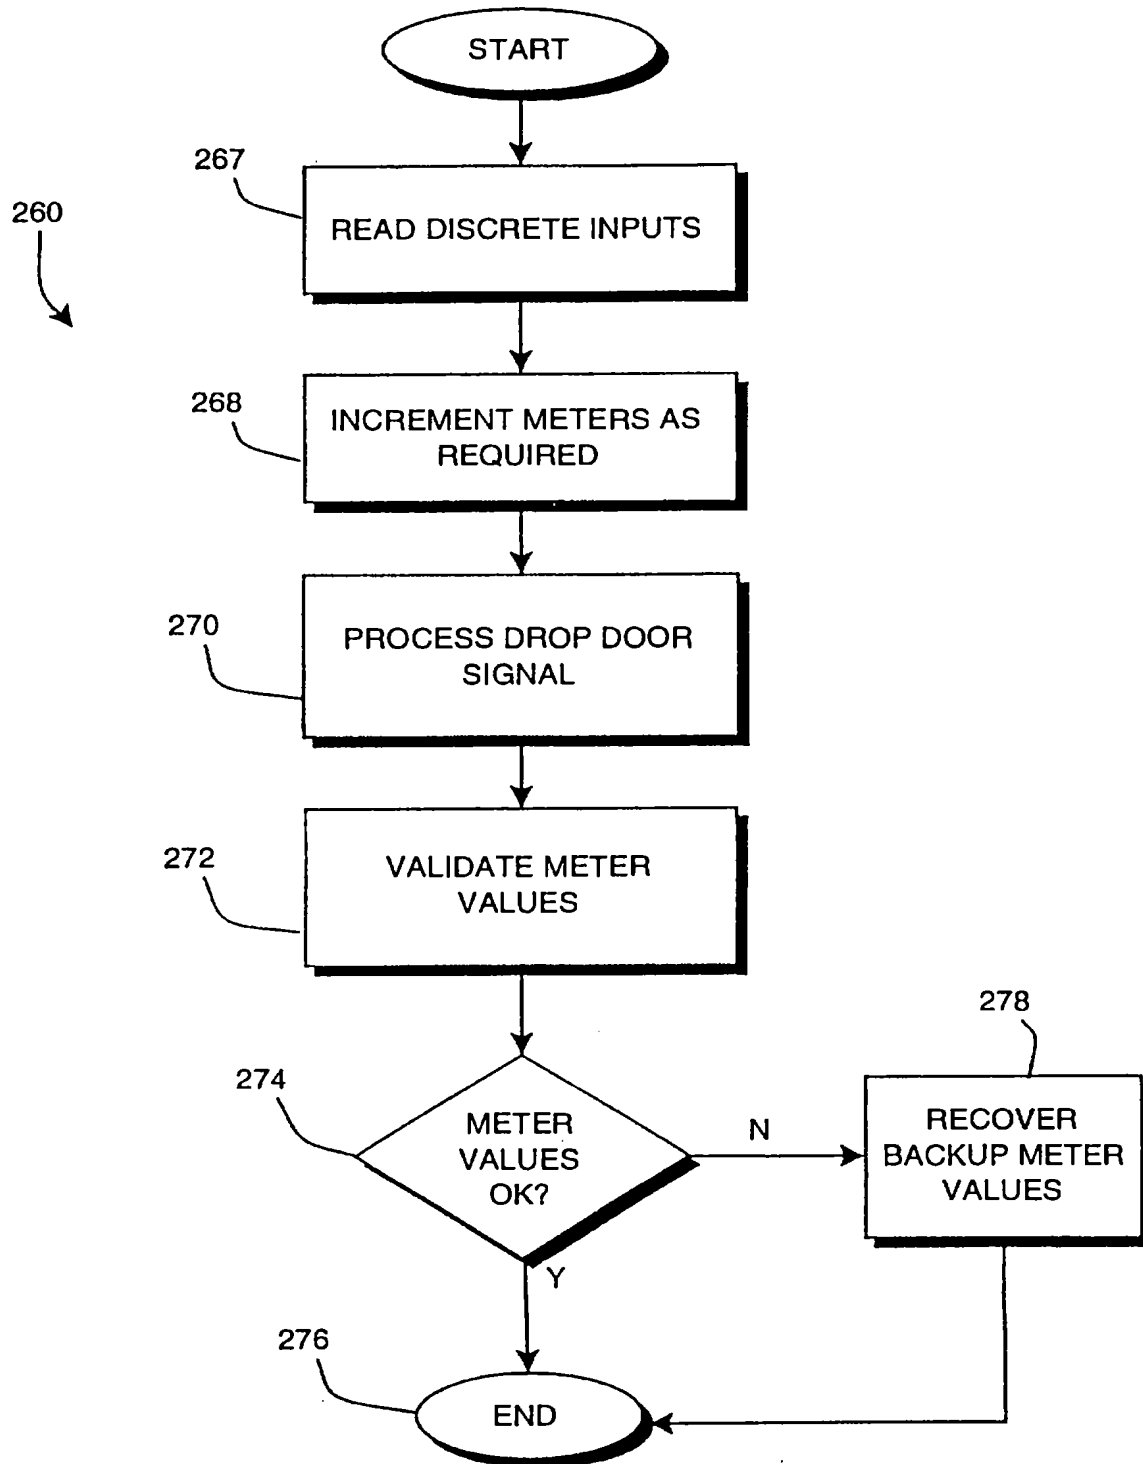 START
267
READ DISCRETE INPUTS
260
268
INCREMENT METERS AS
REQUIRED
270
PROCESS DROP DOOR
SIGNAL
272
VALIDATE METER
VALUES
274
METER
VALUES
OK?
N
278
RECOVER
BACKUP METER
VALUES
Y
276
END